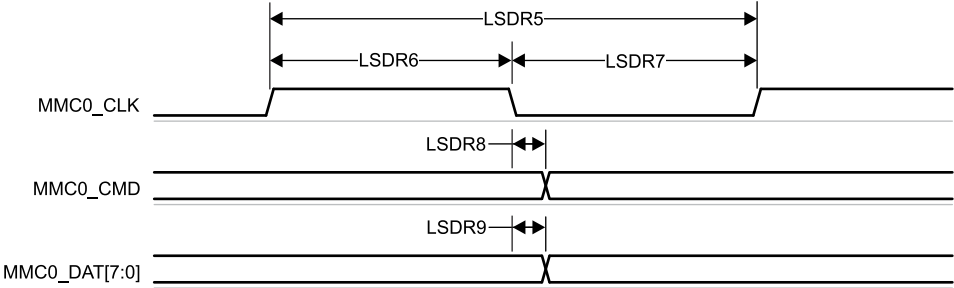 LSDR5
LSDR6
LSDR7
MMC0_CLK
LSDR8
MMC0_CMD
LSDR9
MMC0_DAT[7:0]